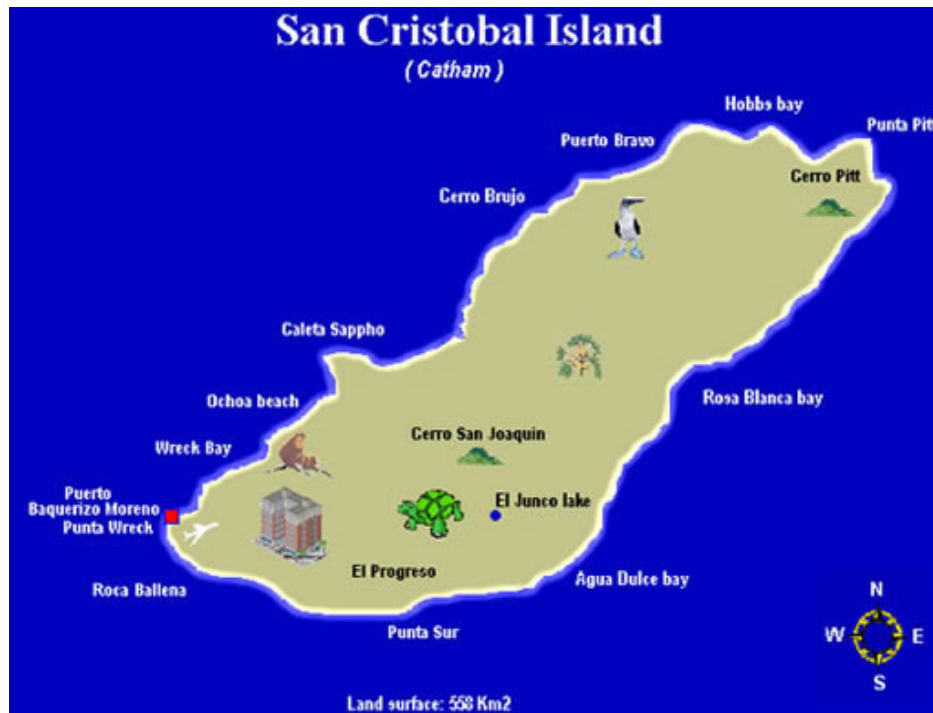 San Cristobal Island
( Catham )
Hobbs bay
Punta Pitt
Puerto Bravo
Cerro Pitt
Cerro Brujo
Caleta Sappho
Rosa Blanca bay
Ochoa beach
Cerro San Joaquin
Wreck Bay
Puerto
Baquerizo Moreno
Punta Wreck
El Junco lake
El Progreso
Agua Dulce bay
Roca Ballena
Punta Sur
N
W
E
S
Land surface: 558 Km2